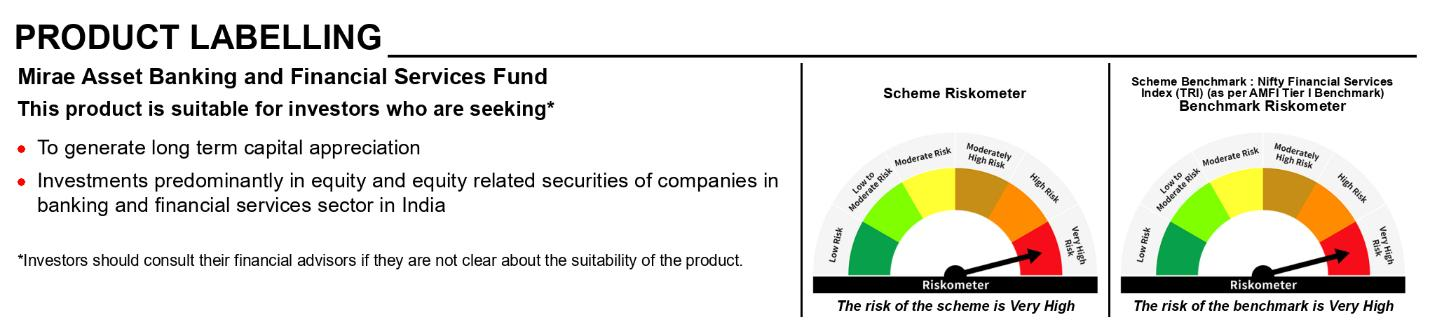 PRODUCT LABELLING
Mirae Asset Banking and Financial Services Fund
This product is suitable for investors who are seeking*
• To generate long term capital appreciation
• Investments predominantly in equity and equity related securities of companies in
banking and financial services sector in India
*Investors should consult their financial advisors if they are not clear about the suitability of the product.
Scheme Riskometer
Low Risk
Low to
Moderate Risk
Moderate Risk
Moderately
High Risk
High Risk
Very High
Risk
Riskometer
The risk of the scheme is Very High
Scheme Benchmark : Nifty Financial Services
Index (TRI) (as per AMFI Tier I Benchmark)
Benchmark Riskometer
Low Risk
Low to
Moderate Risk
Moderate Risk
Moderately
High Risk
High Risk
Very High
Risk
Riskometer
The risk of the benchmark is Very High